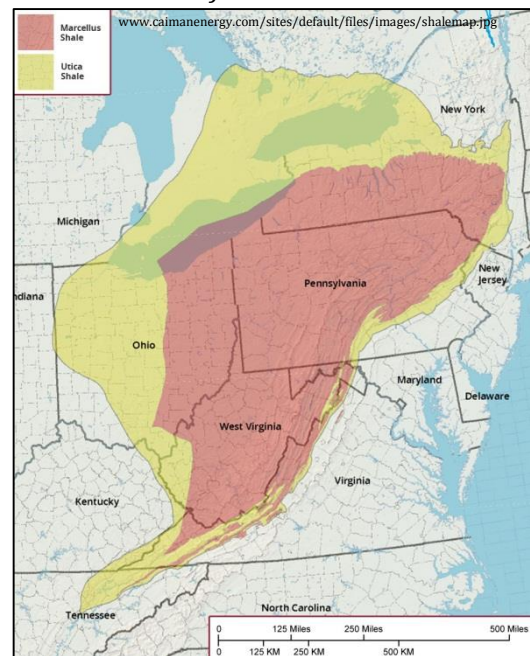 www.caimanenergy.com/sites/default/files/images/shalemap.jpg
Marcellus
Shale
Utica
Shale
New York
Michigan
Pennsylvania
New
Jersey
ndiana
Ohio
Maryland
Delaware
West Virginia
Virginia
Kentucky
Tennessee
North Carolina
0 125 Miles 250 Miles 500 Miles
0 125 KM 250 KM 500 KM